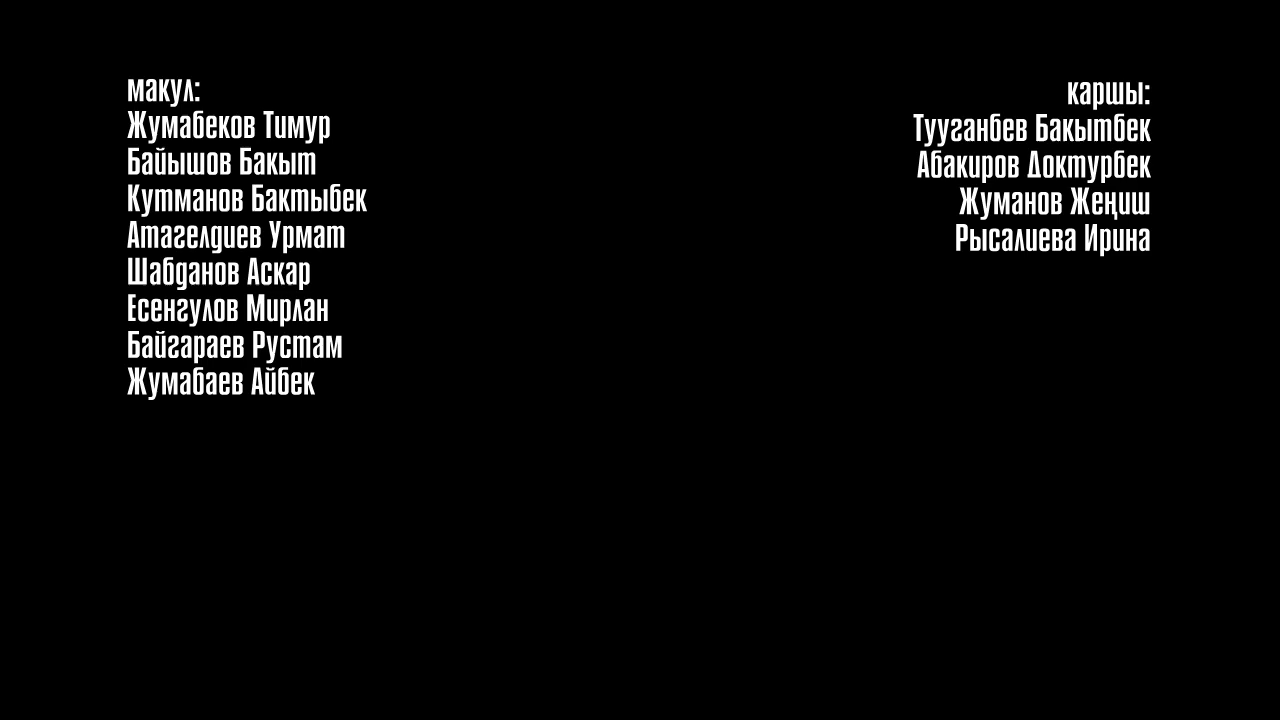 макул:
Жумабеков Тимур
Байышов Бакыт
Кутманов Бактыбек
Атагелдиев Урмат
Шабданов Аскар
Есенгулов Мирлан
Байгараев Рустам
Жумабаев Айбек
каршы:
Тууганбев Бакытбек
Абакиров Доктурбек
Жуманов Жеңиш
Рысалиева Ирина